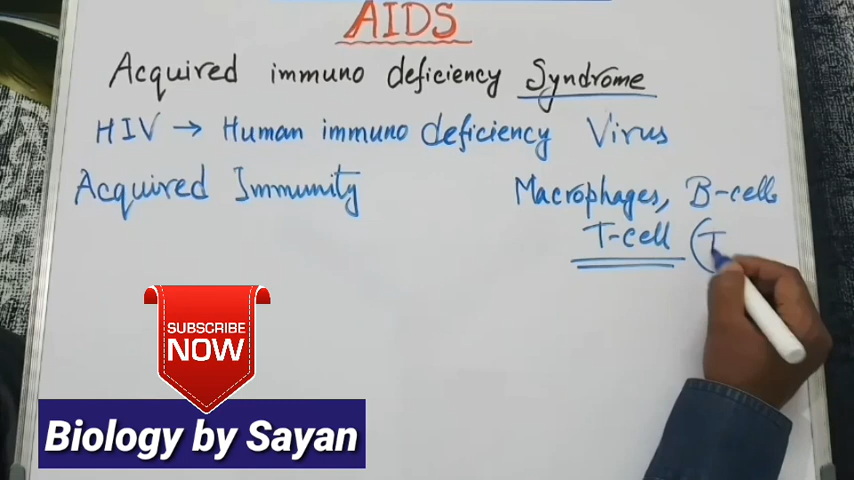 AIDS
Acquired immuno deficiency Syndrome
HIV → Human immuno deficiency Virus
Acquired Immunity
Macrophages, B-cells
T-cell (T
SUBSCRIBE
NOW
Biology by Sayan